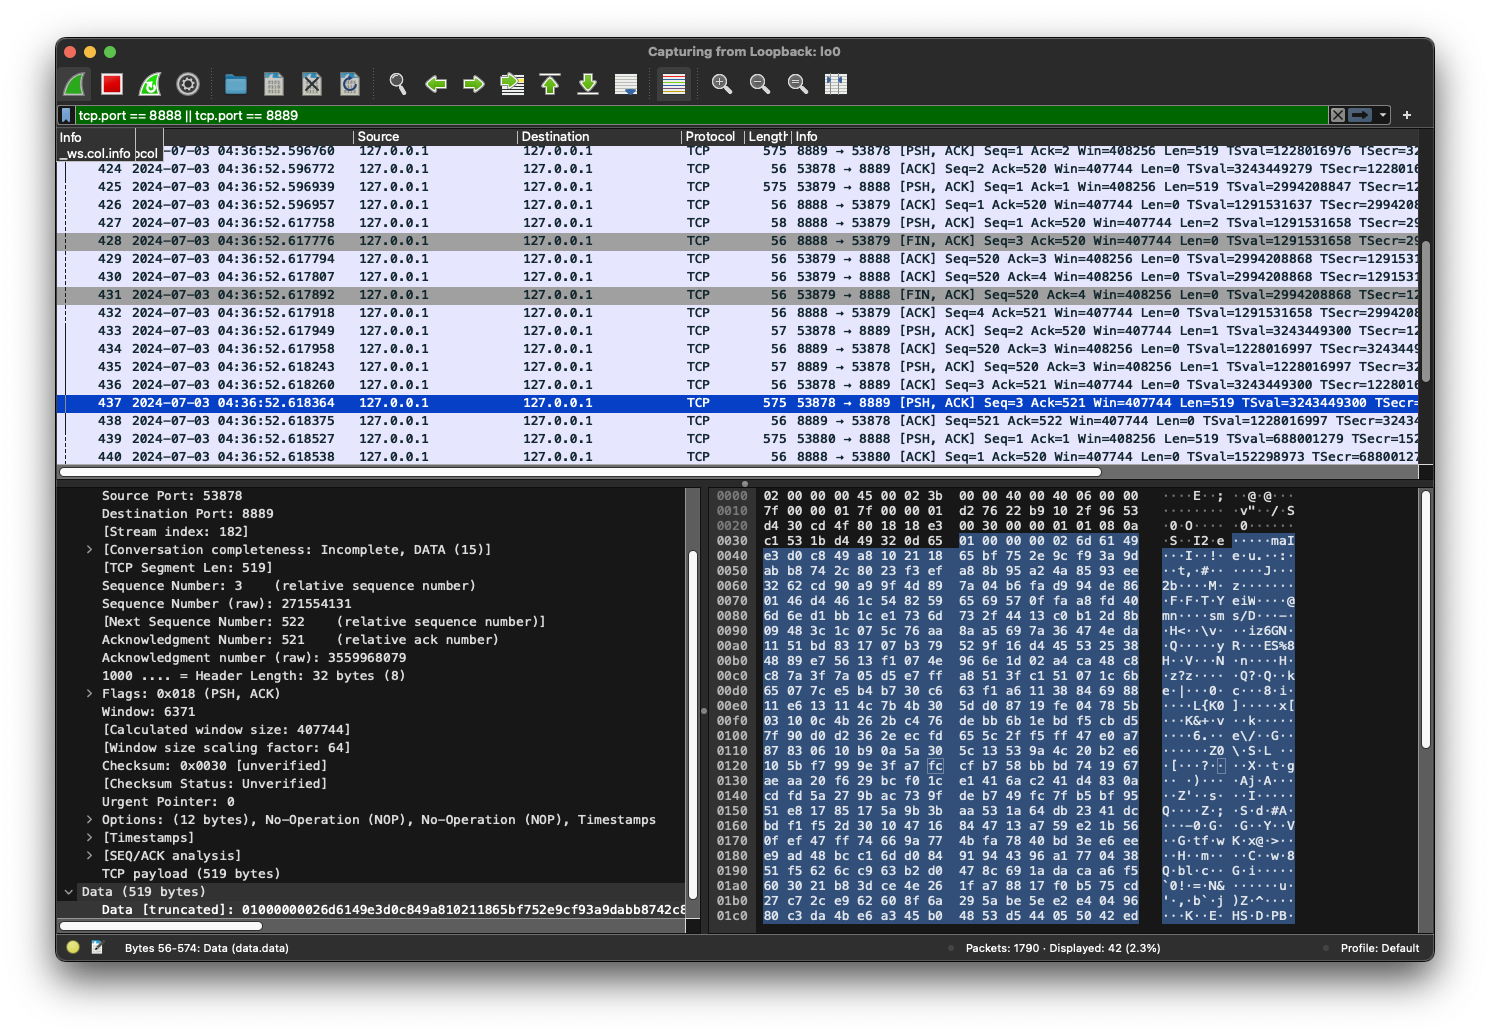 Capturing from Loopback: lo0
tcp.port == 8888 || tcp.port == 8889
Info Source Destination Protocol Length Info
_ws.col.info ocol
2024-07-03 04:36:52.596760 127.0.0.1 127.0.0.1 TCP 575 8889 → 53878 [PSH, ACK] Seq=1 Ack=2 Win=408256 Len=519 TSval=1228016976 TSecr=32
424 2024-07-03 04:36:52.596772 127.0.0.1 127.0.0.1 TCP 56 53878 → 8889 [ACK] Seq=2 Ack=520 Win=407744 Len=0 TSval=3243449279 TSecr=122801
425 2024-07-03 04:36:52.596939 127.0.0.1 127.0.0.1 TCP 575 53879 → 8888 [PSH, ACK] Seq=1 Ack=1 Win=408256 Len=519 TSval=2994208847 TSecr=12
426 2024-07-03 04:36:52.596957 127.0.0.1 127.0.0.1 TCP 56 8888 → 53879 [ACK] Seq=1 Ack=520 Win=407744 Len=0 TSval=1291531637 TSecr=299420
427 2024-07-03 04:36:52.617758 127.0.0.1 127.0.0.1 TCP 58 8888 → 53879 [PSH, ACK] Seq=1 Ack=520 Win=407744 Len=2 TSval=1291531658 TSecr=29
428 2024-07-03 04:36:52.617776 127.0.0.1 127.0.0.1 TCP 56 8888 → 53879 [FIN, ACK] Seq=3 Ack=520 Win=407744 Len=0 TSval=1291531658 TSecr=29
429 2024-07-03 04:36:52.617794 127.0.0.1 127.0.0.1 TCP 56 53879 → 8888 [ACK] Seq=520 Ack=3 Win=408256 Len=0 TSval=2994208868 TSecr=129153
430 2024-07-03 04:36:52.617807 127.0.0.1 127.0.0.1 TCP 56 53879 → 8888 [ACK] Seq=520 Ack=4 Win=408256 Len=0 TSval=2994208868 TSecr=129153
431 2024-07-03 04:36:52.617892 127.0.0.1 127.0.0.1 TCP 56 53879 → 8888 [FIN, ACK] Seq=520 Ack=4 Win=408256 Len=0 TSval=2994208868 TSecr=12
432 2024-07-03 04:36:52.617918 127.0.0.1 127.0.0.1 TCP 56 8888 → 53879 [ACK] Seq=4 Ack=521 Win=407744 Len=0 TSval=1291531658 TSecr=299420
433 2024-07-03 04:36:52.617949 127.0.0.1 127.0.0.1 TCP 57 53878 → 8889 [PSH, ACK] Seq=2 Ack=520 Win=407744 Len=1 TSval=3243449300 TSecr=12
434 2024-07-03 04:36:52.617958 127.0.0.1 127.0.0.1 TCP 56 8889 → 53878 [ACK] Seq=520 Ack=3 Win=408256 Len=0 TSval=1228016997 TSecr=324344
435 2024-07-03 04:36:52.618243 127.0.0.1 127.0.0.1 TCP 57 8889 → 53878 [PSH, ACK] Seq=520 Ack=3 Win=408256 Len=1 TSval=1228016997 TSecr=32
436 2024-07-03 04:36:52.618260 127.0.0.1 127.0.0.1 TCP 56 53878 → 8889 [ACK] Seq=3 Ack=521 Win=407744 Len=0 TSval=3243449300 TSecr=122801
437 2024-07-03 04:36:52.618364 127.0.0.1 127.0.0.1 TCP 575 53878 → 8889 [PSH, ACK] Seq=3 Ack=521 Win=407744 Len=519 TSval=3243449300 TSecr=
438 2024-07-03 04:36:52.618375 127.0.0.1 127.0.0.1 TCP 56 8889 → 53878 [ACK] Seq=521 Ack=522 Win=407744 Len=0 TSval=1228016997 TSecr=3243
439 2024-07-03 04:36:52.618527 127.0.0.1 127.0.0.1 TCP 575 53880 → 8888 [PSH, ACK] Seq=1 Ack=1 Win=408256 Len=519 TSval=688001279 TSecr=152
440 2024-07-03 04:36:52.618538 127.0.0.1 127.0.0.1 TCP 56 8888 → 53880 [ACK] Seq=1 Ack=520 Win=407744 Len=0 TSval=152298973 TSecr=6880012
Source Port: 53878
Destination Port: 8889
[Stream index: 182]
[Conversation completeness: Incomplete, DATA (15)]
[TCP Segment Len: 519]
Sequence Number: 3 (relative sequence number)
Sequence Number (raw): 271554131
[Next Sequence Number: 522 (relative sequence number)]
Acknowledgment Number: 521 (relative ack number)
Acknowledgment number (raw): 3559968079
1000 .... = Header Length: 32 bytes (8)
Flags: 0x018 (PSH, ACK)
Window: 6371
[Calculated window size: 407744]
[Window size scaling factor: 64]
Checksum: 0x0030 [unverified]
[Checksum Status: Unverified]
Urgent Pointer: 0
Options: (12 bytes), No-Operation (NOP), No-Operation (NOP), Timestamps
[Timestamps]
[SEQ/ACK analysis]
TCP payload (519 bytes)
Data (519 bytes)
Data [truncated]: 01000000026d6149e3d0c849a810211865bf752e9cf93a9dabb8742c8
0000 02 00 00 00 45 00 02 3b 00 00 40 00 40 06 00 00 ····E··; ··@·@···
0010 7f 00 00 01 7f 00 00 01 d2 76 22 b9 10 2f 96 53 ········ ·v"··/·S
0020 d4 30 cd 4f 80 18 18 e3 00 30 00 00 01 01 08 0a ·0·O···· ·0······
0030 c1 53 1b d4 49 32 0d 65 01 00 00 00 02 6d 61 49 ·S··I2·e ·····maI
0040 e3 d0 c8 49 a8 10 21 18 65 bf 75 2e 9c f9 3a 9d ···I··!· e·u.··:·
0050 ab b8 74 2c 80 23 f3 ef a8 8b 95 a2 4a 85 93 ee ··t,·#·· ····J···
0060 32 62 cd 90 a9 9f 4d 89 7a 04 b6 fa d9 94 de 86 2b····M· z·······
0070 01 46 d4 46 1c 54 82 59 65 69 57 0f fa a8 fd 40 ·F·F·T·Y eiW····@
0080 6d 6e d1 bb 1c e1 73 6d 73 2f 44 13 c0 b1 2d 8b mn····sm s/D···-·
0090 09 48 3c 1c 07 5c 76 aa 8a a5 69 7a 36 47 4e da ·H<··\v· ··iz6GN·
00a0 11 51 bd 83 17 07 b3 79 52 9f 16 d4 45 53 25 38 ·Q·····y R···ES%8
00b0 48 89 e7 56 13 f1 07 4e 96 6e 1d 02 a4 ca 48 c8 H··V···N ·n····H·
00c0 c8 7a 3f 7a 05 d5 e7 ff a8 51 3f c1 51 07 1c 6b ·z?z···· ·Q?·Q··k
00d0 65 07 7c e5 b4 b7 30 c6 63 f1 a6 11 38 84 69 88 e·|···0· c···8·i·
00e0 11 e6 13 11 4c 7b 4b 30 5d d0 87 19 fe 04 78 5b ····L{K0 ]·····x[
00f0 03 10 0c 4b 26 2b c4 76 de bb 6b 1e bd f5 cb d5 ···K&+·v ··k·····
0100 7f 90 d0 d2 36 2e ec fd 65 5c 2f f5 ff 47 e0 a7 ····6.·· e\/··G··
0110 87 83 06 10 b9 0a 5a 30 5c 13 53 9a 4c 20 b2 e6 ······Z0 \·S·L ··
0120 10 5b f7 99 9e 3f a7 fc cf b7 58 bb bd 74 19 67 ·[···?·· ··X··t·g
0130 ae aa 20 f6 29 bc f0 1c e1 41 6a c2 41 d4 83 0a ·· ·)··· ·Aj·A···
0140 cd fd 5a 27 9b ac 73 9f de b7 49 fc 7f b5 bf 95 ··Z'··s· ··I·····
0150 51 e8 17 85 17 5a 9b 3b aa 53 1a 64 db 23 41 dc Q····Z·; ·S·d·#A·
0160 bd f1 f5 2d 30 10 47 16 84 47 13 a7 59 e2 1b 56 ···-0·G· ·G··Y··V
0170 0f ef 47 ff 74 66 9a 77 4b fa 78 40 bd 3e e6 ee ··G·tf·w K·x@·>··
0180 e9 ad 48 bc c1 6d d0 84 91 94 43 96 a1 77 04 38 ··H··m·· ··C··w·8
0190 51 f5 62 6c c9 63 b2 d0 47 8c 69 1a da ca a6 f5 Q·bl·c·· G·i·····
01a0 60 30 21 b8 3d ce 4e 26 1f a7 88 17 f0 b5 75 cd `0!·=·N& ······u·
01b0 27 c7 2c e9 62 60 8f 6a 29 5a be 5e e2 e4 04 96 '·,·b`·j )Z·^····
01c0 80 c3 da 4b e6 a3 45 b0 48 53 d5 44 05 50 42 ed ···K··E· HS·D·PB·
Bytes 56-574: Data (data.data)
Packets: 1790 · Displayed: 42 (2.3%)
Profile: Default